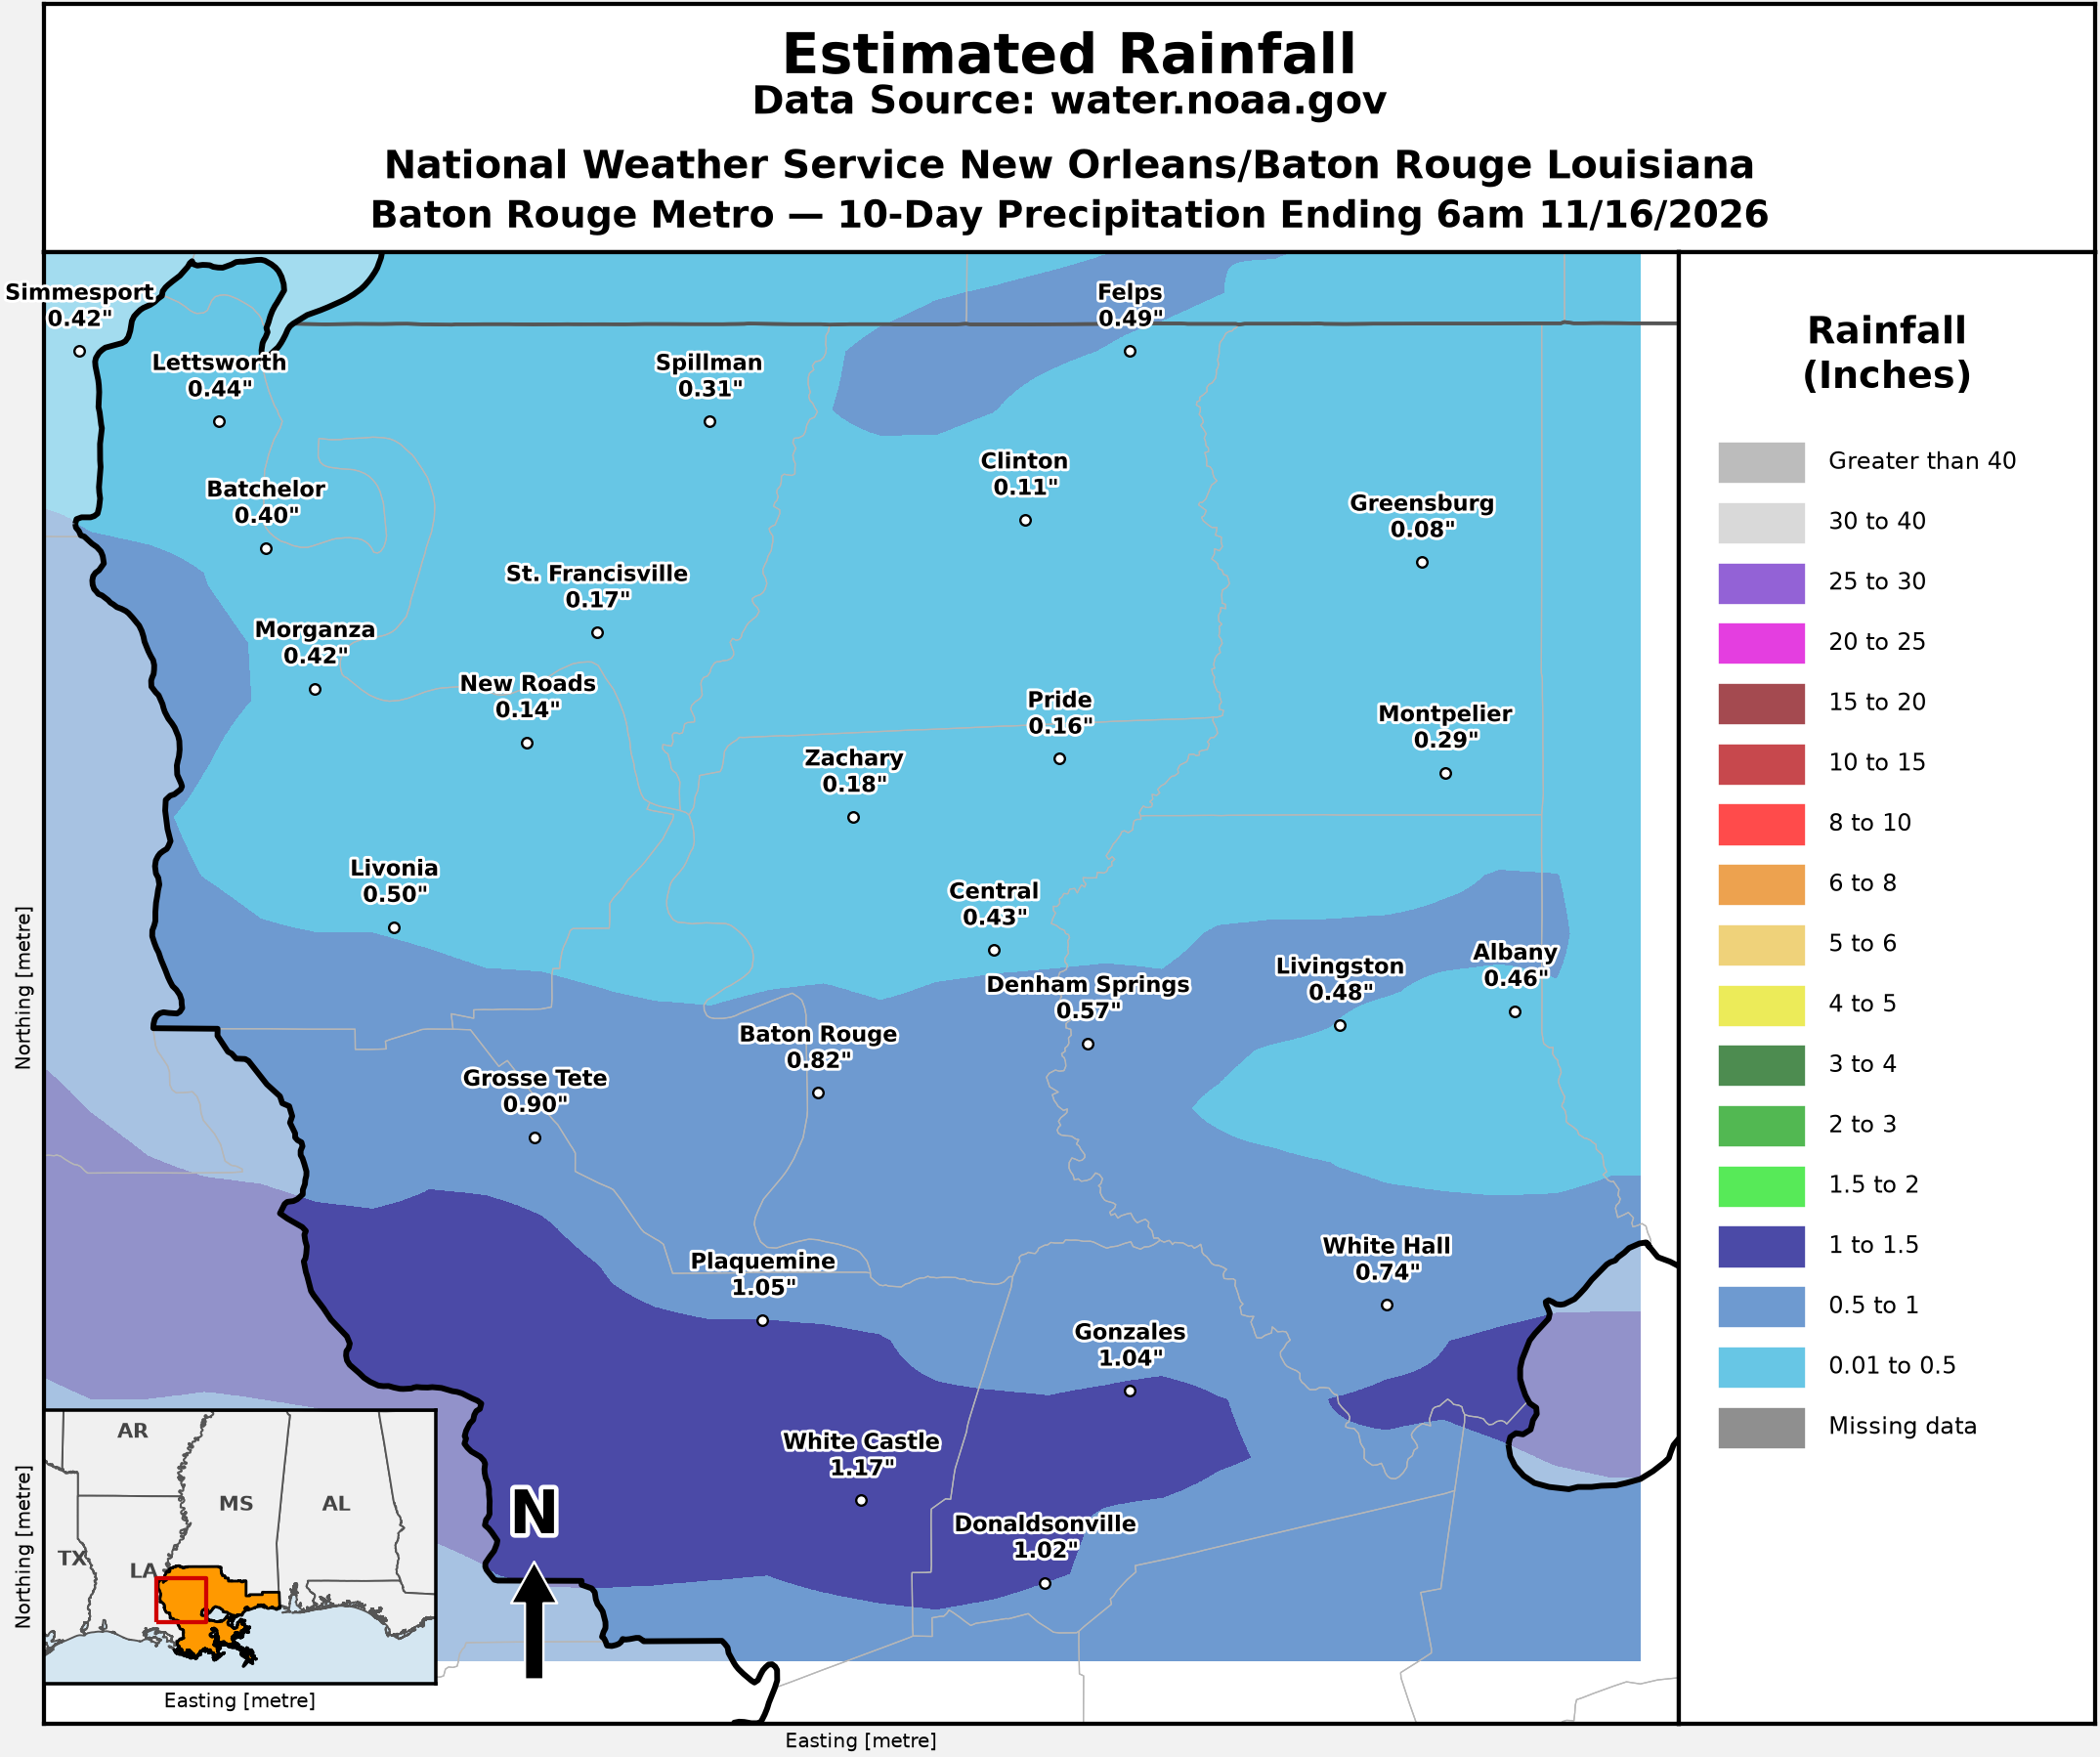 Estimated Rainfall
Data Source: water.noaa.gov
National Weather Service New Orleans/Baton Rouge Louisiana
Baton Rouge Metro — 10-Day Precipitation Ending 6am 11/16/2026
Simmesport
0.42"
Felps
0.49"
Lettsworth
0.44"
Spillman
0.31"
Clinton
0.11"
Batchelor
0.40"
Greensburg
0.08"
St. Francisville
0.17"
Morganza
0.42"
New Roads
0.14"
Pride
0.16"
Montpelier
0.29"
Zachary
0.18"
Livonia
0.50"
Central
0.43"
Albany
0.46"
Livingston
0.48"
Denham Springs
0.57"
Baton Rouge
0.82"
Grosse Tete
0.90"
White Hall
0.74"
Plaquemine
1.05"
Gonzales
1.04"
White Castle
1.17"
Donaldsonville
1.02"
N
Rainfall
(Inches)
Greater than 40
30 to 40
25 to 30
20 to 25
15 to 20
10 to 15
8 to 10
6 to 8
5 to 6
4 to 5
3 to 4
2 to 3
1.5 to 2
1 to 1.5
0.5 to 1
0.01 to 0.5
Missing data
Northing [metre]
Northing [metre]
AR
MS
AL
TX
LA
Easting [metre]
Easting [metre]